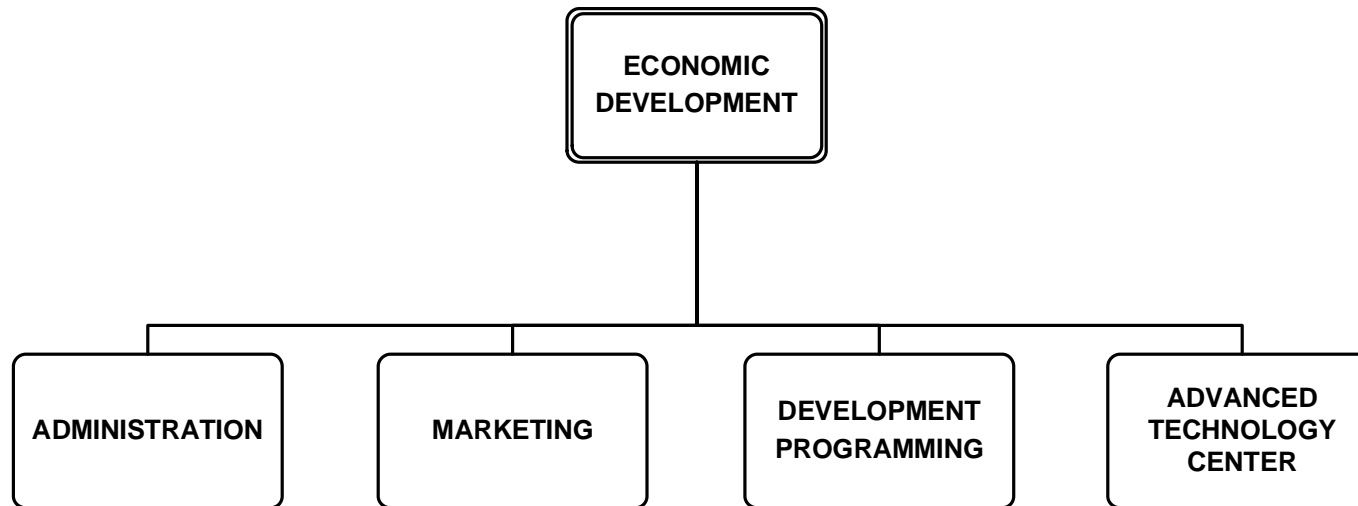 ECONOMIC
DEVELOPMENT
ADMINISTRATION
MARKETING
DEVELOPMENT
PROGRAMMING
ADVANCED
TECHNOLOGY
CENTER